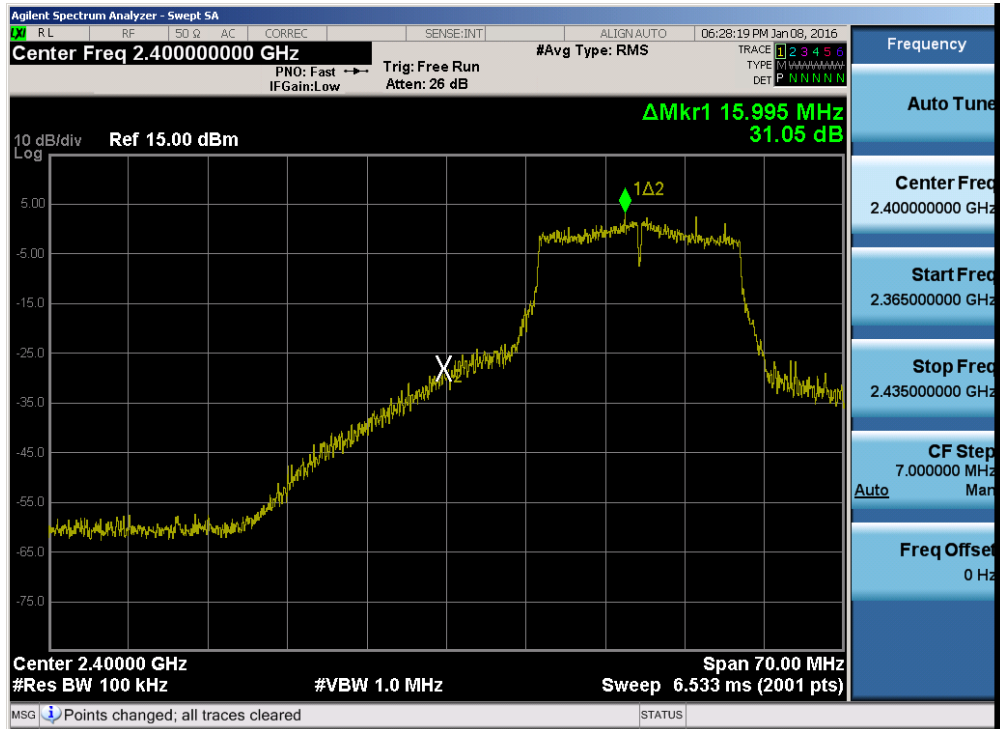 Agilent Spectrum Analyzer - Swept SA
LXI RL RF 50 Ω AC CORREC SENSE:INT ALIGN AUTO 06:28:19 PM Jan 08, 2016
Center Freq 2.400000000 GHz
#Avg Type: RMS
TRACE 1 2 3 4 5 6
PNO: Fast
Trig: Free Run
TYPE M WWWWW
IFGain:Low
Atten: 26 dB
DET P N N N N N
ΔMkr1 15.995 MHz
31.05 dB
10 dB/div Ref 15.00 dBm
Log
1Δ2
5.00
-5.00
-15.0
-25.0
X2
-35.0
-45.0
-55.0
-65.0
-75.0
Center 2.40000 GHz Span 70.00 MHz
#Res BW 100 kHz #VBW 1.0 MHz Sweep 6.533 ms (2001 pts)
MSG Points changed; all traces cleared STATUS
Frequency
Auto Tune
Center Freq
2.400000000 GHz
Start Freq
2.365000000 GHz
Stop Freq
2.435000000 GHz
CF Step
7.000000 MHz
Auto Man
Freq Offset
0 Hz